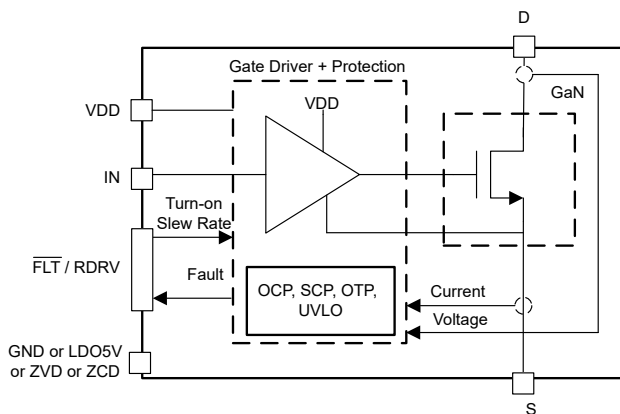 D
Gate Driver + Protection
GaN
VDD
VDD
IN
Turn-on
Slew Rate
FLT / RDRV
Fault
OCP, SCP, OTP,
UVLO
Current
Voltage
GND or LDO5V
or ZVD or ZCD
S